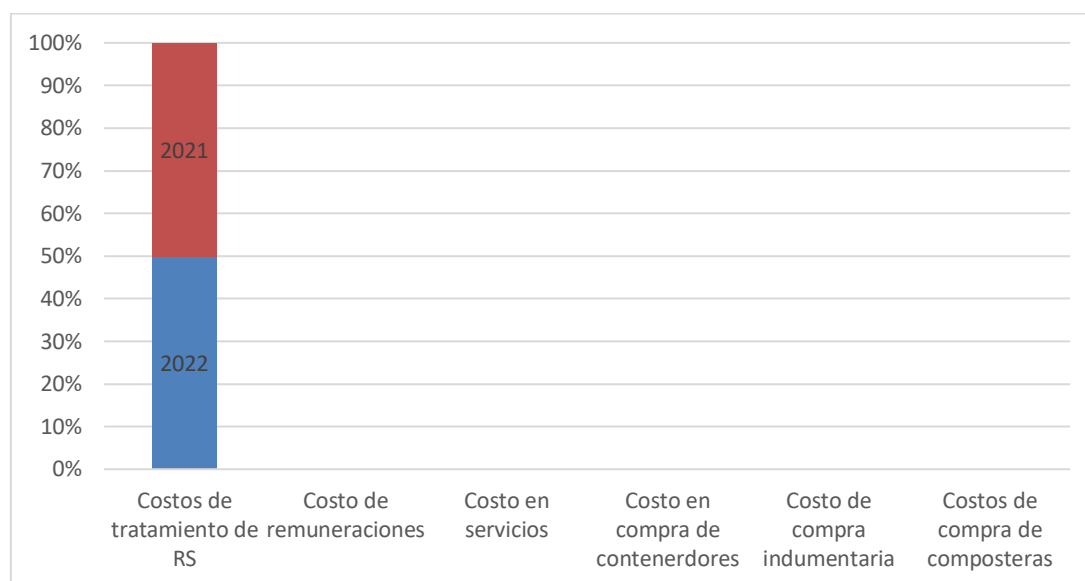 100%
90%
80%
70%
60%
50%
40%
30%
20%
10%
0%
2021
2022
Costos de
tratamiento de
RS
Costo de
remuneraciones
Costo en
servicios
Costo en
compra de
contenerdores
Costo de
compra
indumentaria
Costos de
compra de
composteras